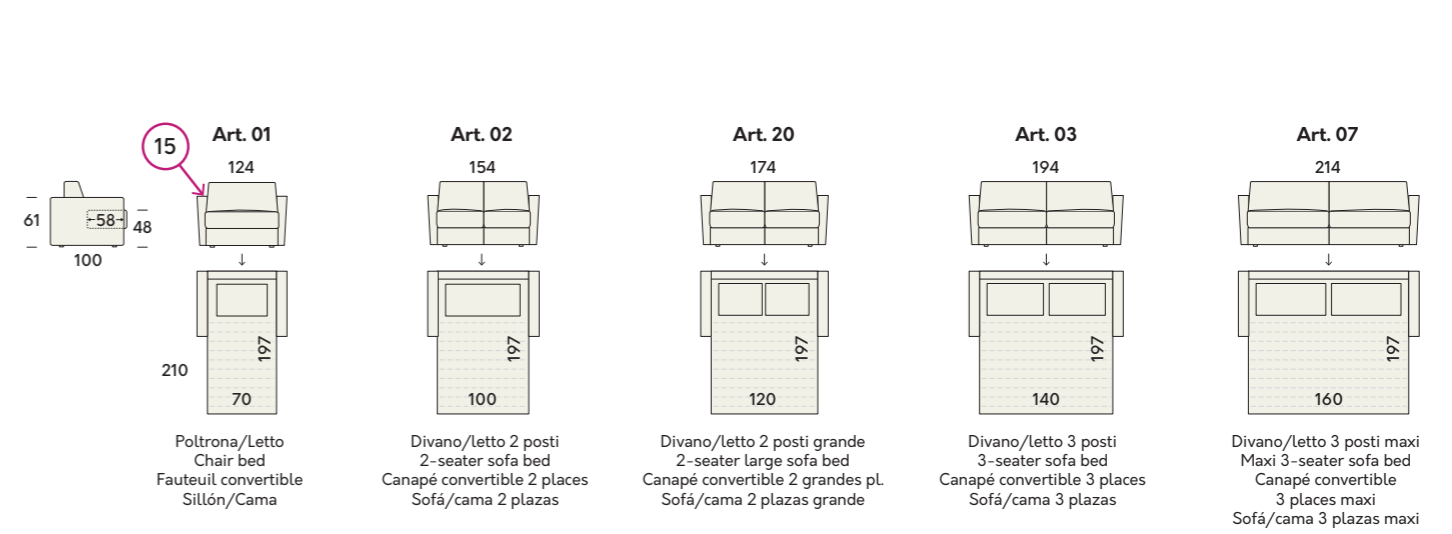 15
Art. 01
Art. 02
Art. 20
Art. 03
Art. 07
124
154
174
194
214
61
58
48
100
197
197
197
197
197
210
70
100
120
140
160
Poltrona/Letto
Chair bed
Fauteuil convertible
Sillón/Cama
Divano/letto 2 posti
2-seater sofa bed
Canapé convertible 2 places
Sofá/cama 2 plazas
Divano/letto 2 posti grande
2-seater large sofa bed
Canapé convertible 2 grandes pl.
Sofá/cama 2 plazas grande
Divano/letto 3 posti
3-seater sofa bed
Canapé convertible 3 places
Sofá/cama 3 plazas
Divano/letto 3 posti maxi
Maxi 3-seater sofa bed
Canapé convertible
3 places maxi
Sofá/cama 3 plazas maxi